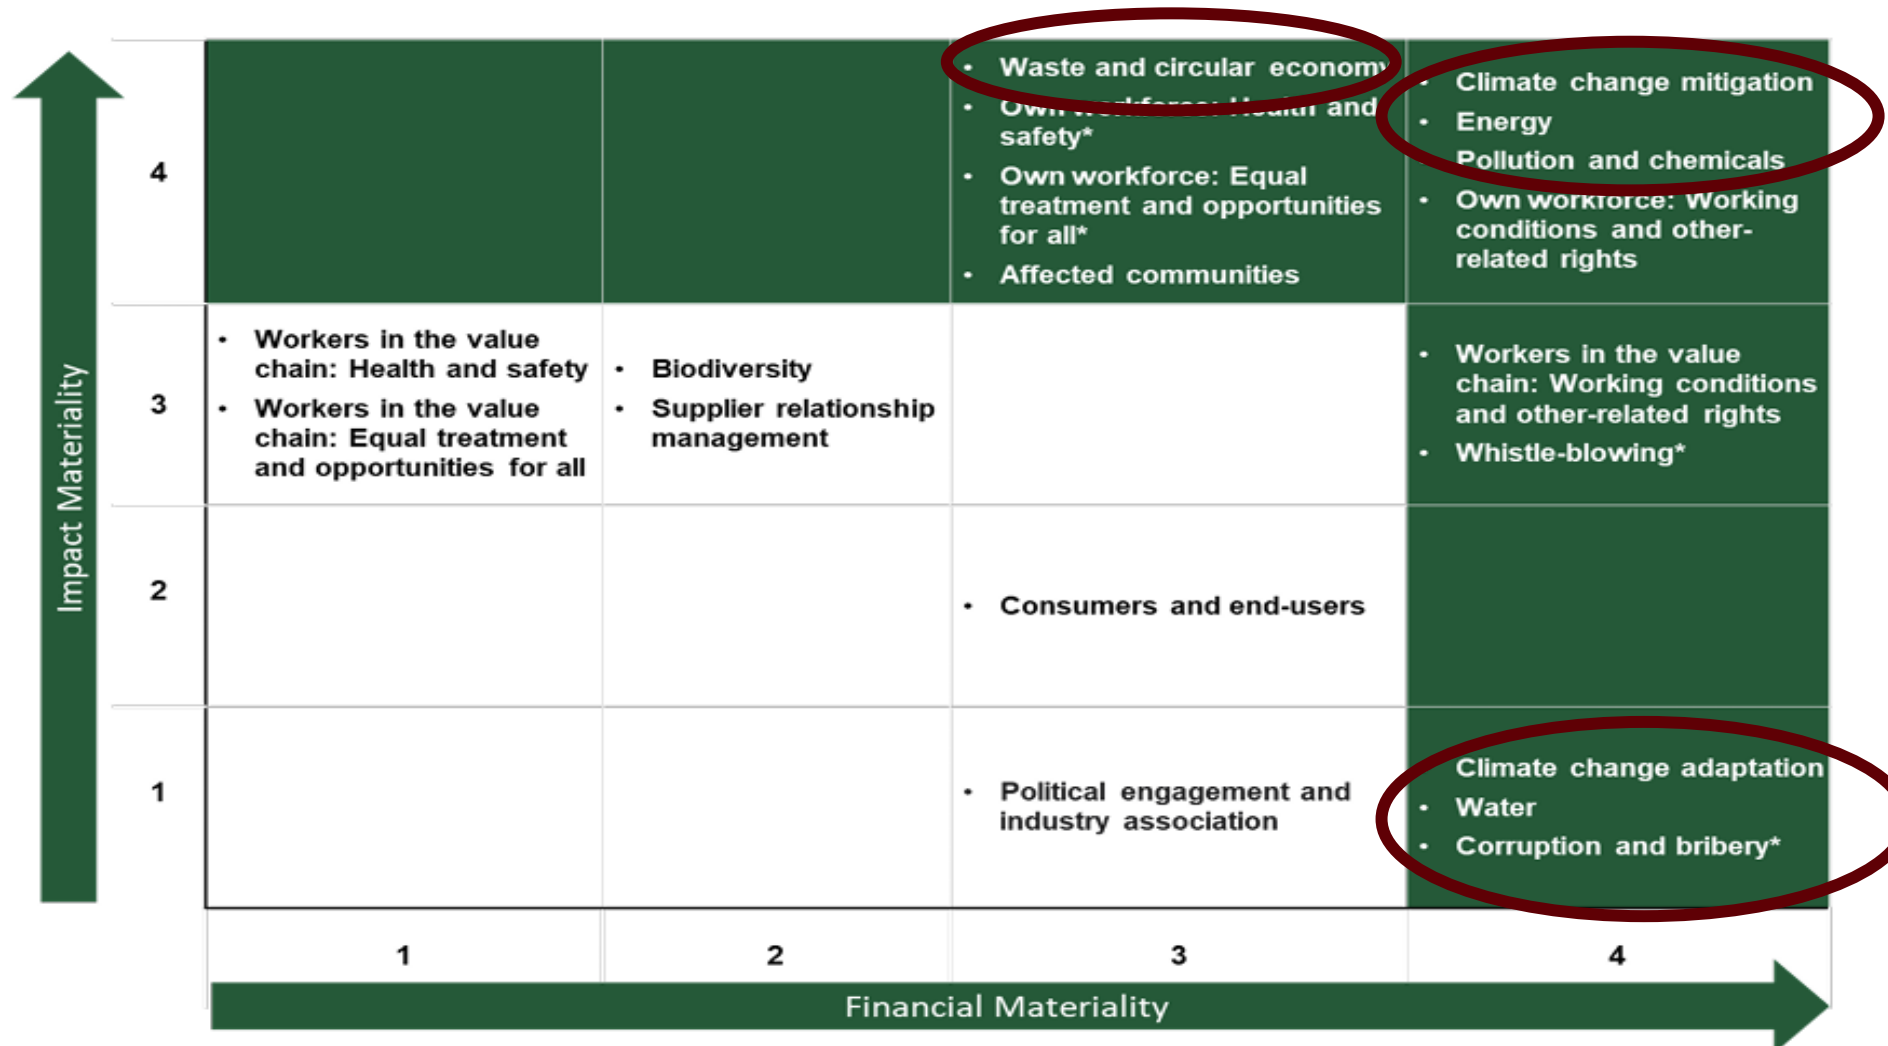 Impact Materiality
4
• Waste and circular economy
• Own workforce: Health and
safety*
• Own workforce: Equal
treatment and opportunities
for all*
• Affected communities
• Climate change mitigation
• Energy
Pollution and chemicals
• Own workforce: Working
conditions and other-
related rights
3
• Workers in the value
chain: Health and safety
• Workers in the value
chain: Equal treatment
and opportunities for all
• Biodiversity
• Supplier relationship
management
• Workers in the value
chain: Working conditions
and other-related rights
• Whistle-blowing*
2
• Consumers and end-users
1
• Political engagement and
industry association
Climate change adaptation
• Water
• Corruption and bribery*
1
2
3
4
Financial Materiality